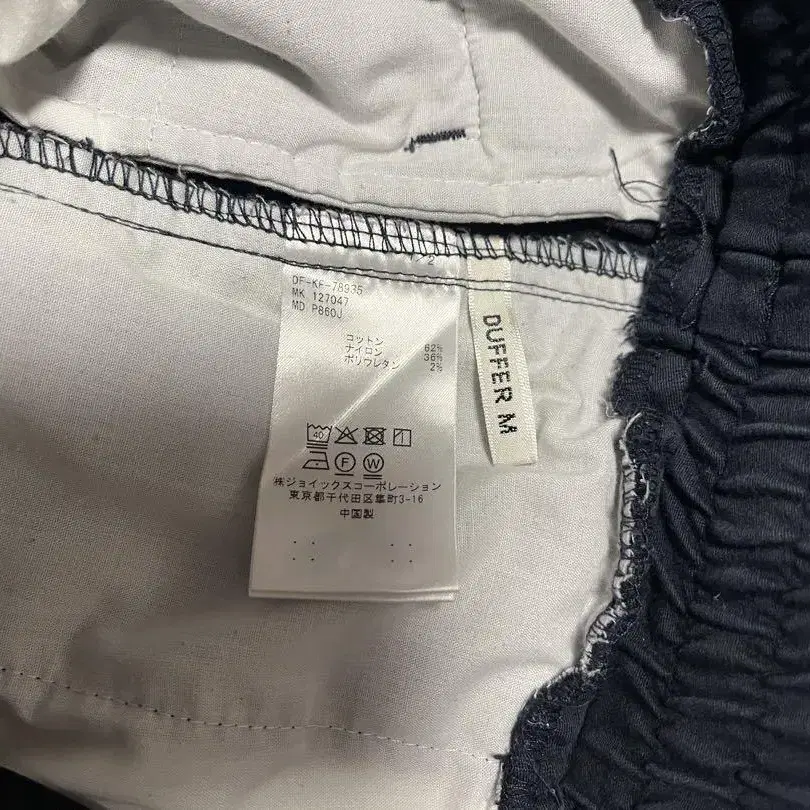 2
DF-KF-78935
MK 127047
MD P860J
コットン 62%
ナイロン 36%
ポリウレタン 2%
40
F W
㈱ジョイックスコーポレーション
東京都千代田区隼町3-16
中国製
DUFFER M